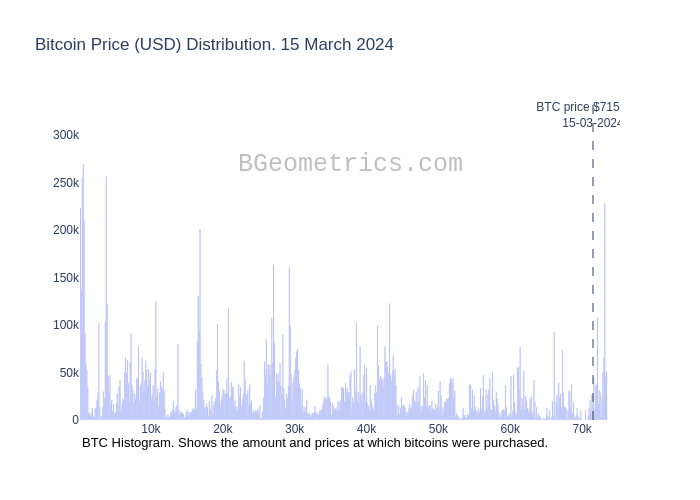 Bitcoin Price (USD) Distribution. 15 March 2024
BTC price $715
15-03-2024
300k
BGeometrics.com
250k
200k
150k
100k
50k
0
10k 20k 30k 40k 50k 60k 70k
BTC Histogram. Shows the amount and prices at which bitcoins were purchased.